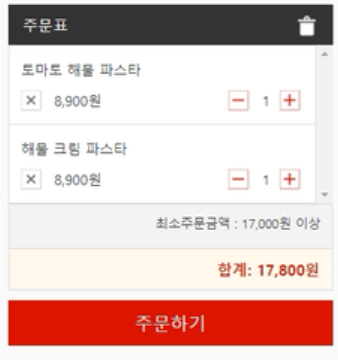 주문표
토마토 해물 파스타
8,900원 1
해물 크림 파스타
8,900원 1
최소주문금액 : 17,000원 이상
합계: 17,800원
주문하기